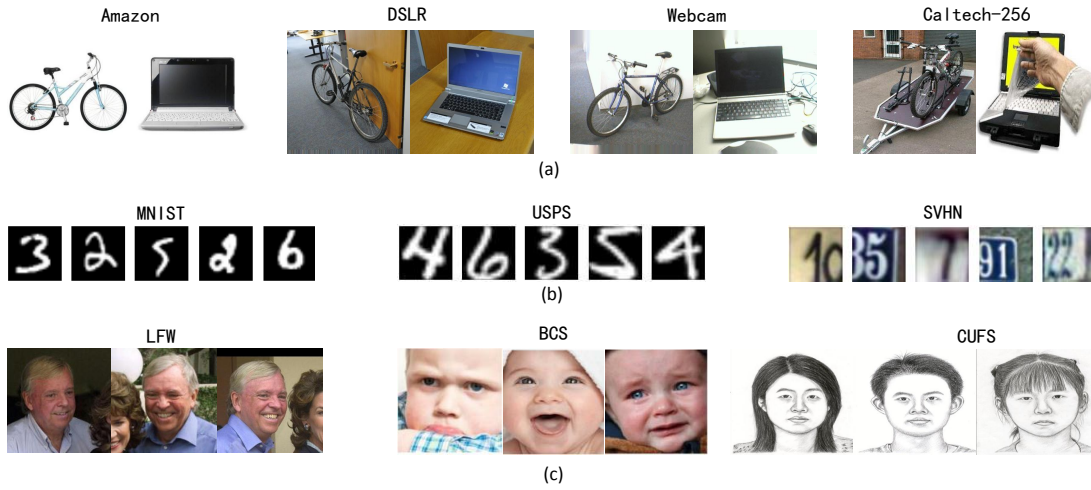 Amazon DSLR Webcam Caltech-256
(a)
MNIST USPS SVHN
3 2 5 2 6 4 6 3 5 4 10 35 7 91 22
(b)
LFW BCS CUFS
(c)